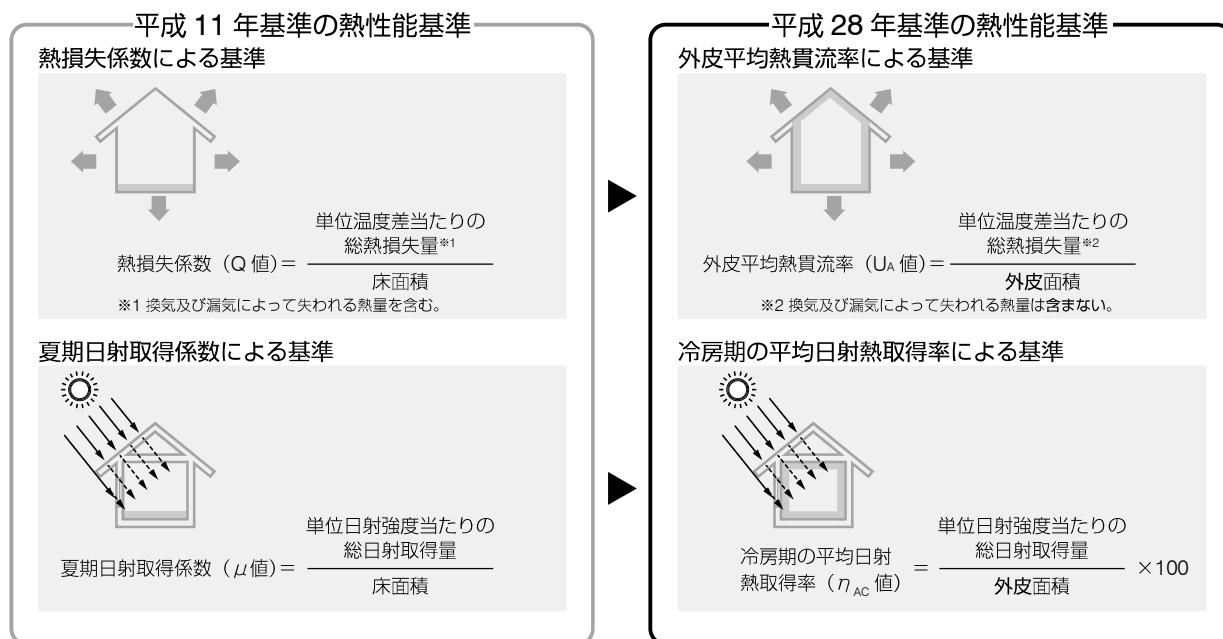 平成 11 年基準の熱性能基準
熱損失係数による基準
単位温度差当たりの
総熱損失量※1
熱損失係数（Q 値）＝
床面積
※1 換気及び漏気によって失われる熱量を含む。
夏期日射取得係数による基準
単位日射強度当たりの
総日射取得量
夏期日射取得係数（μ値）＝
床面積
平成 28 年基準の熱性能基準
外皮平均熱貫流率による基準
単位温度差当たりの
総熱損失量※2
外皮平均熱貫流率（UA 値）＝
外皮面積
※2 換気及び漏気によって失われる熱量は含まない。
冷房期の平均日射熱取得率による基準
単位日射強度当たりの
総日射取得量
冷房期の平均日射
熱取得率（ηAC 値）
＝
×100
外皮面積